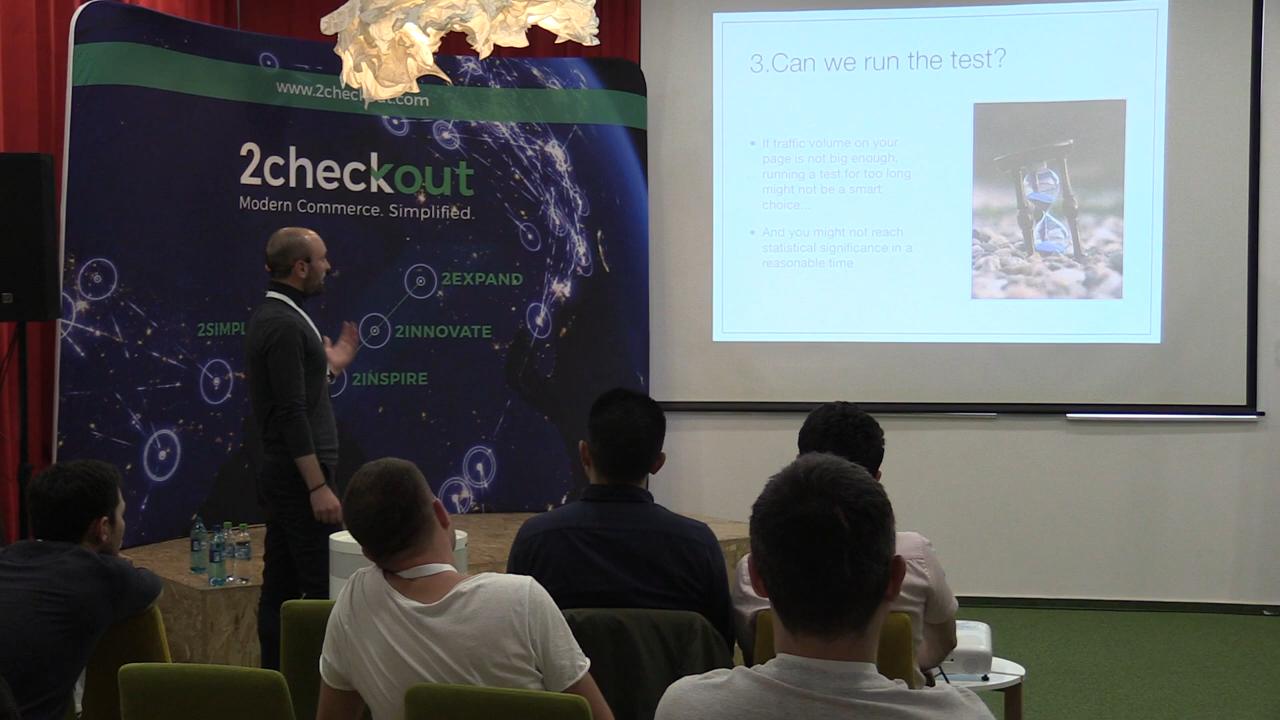 www.2checkout.com
2checkout
Modern Commerce. Simplified.
2EXPAND
2SIMPL
2INNOVATE
2INSPIRE
3.Can we run the test?
• If traffic volume on your
page is not big enough,
running a test for too long
might not be a smart
choice...
• And you might not reach
statistical significance in a
reasonable time